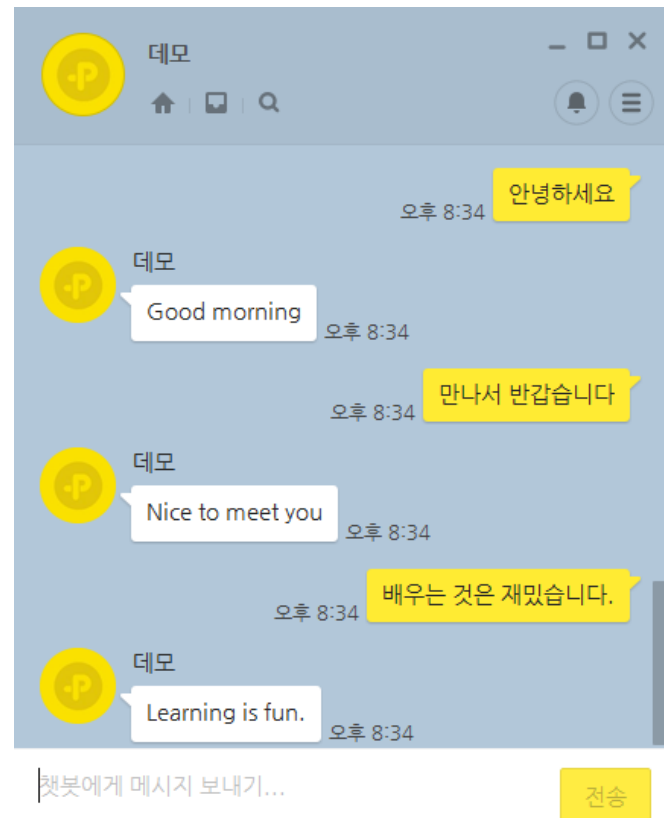 데모
오후 8:34 안녕하세요
데모
Good morning 오후 8:34
오후 8:34 만나서 반갑습니다
데모
Nice to meet you 오후 8:34
오후 8:34 배우는 것은 재밌습니다.
데모
Learning is fun. 오후 8:34
챗봇에게 메시지 보내기...
전송